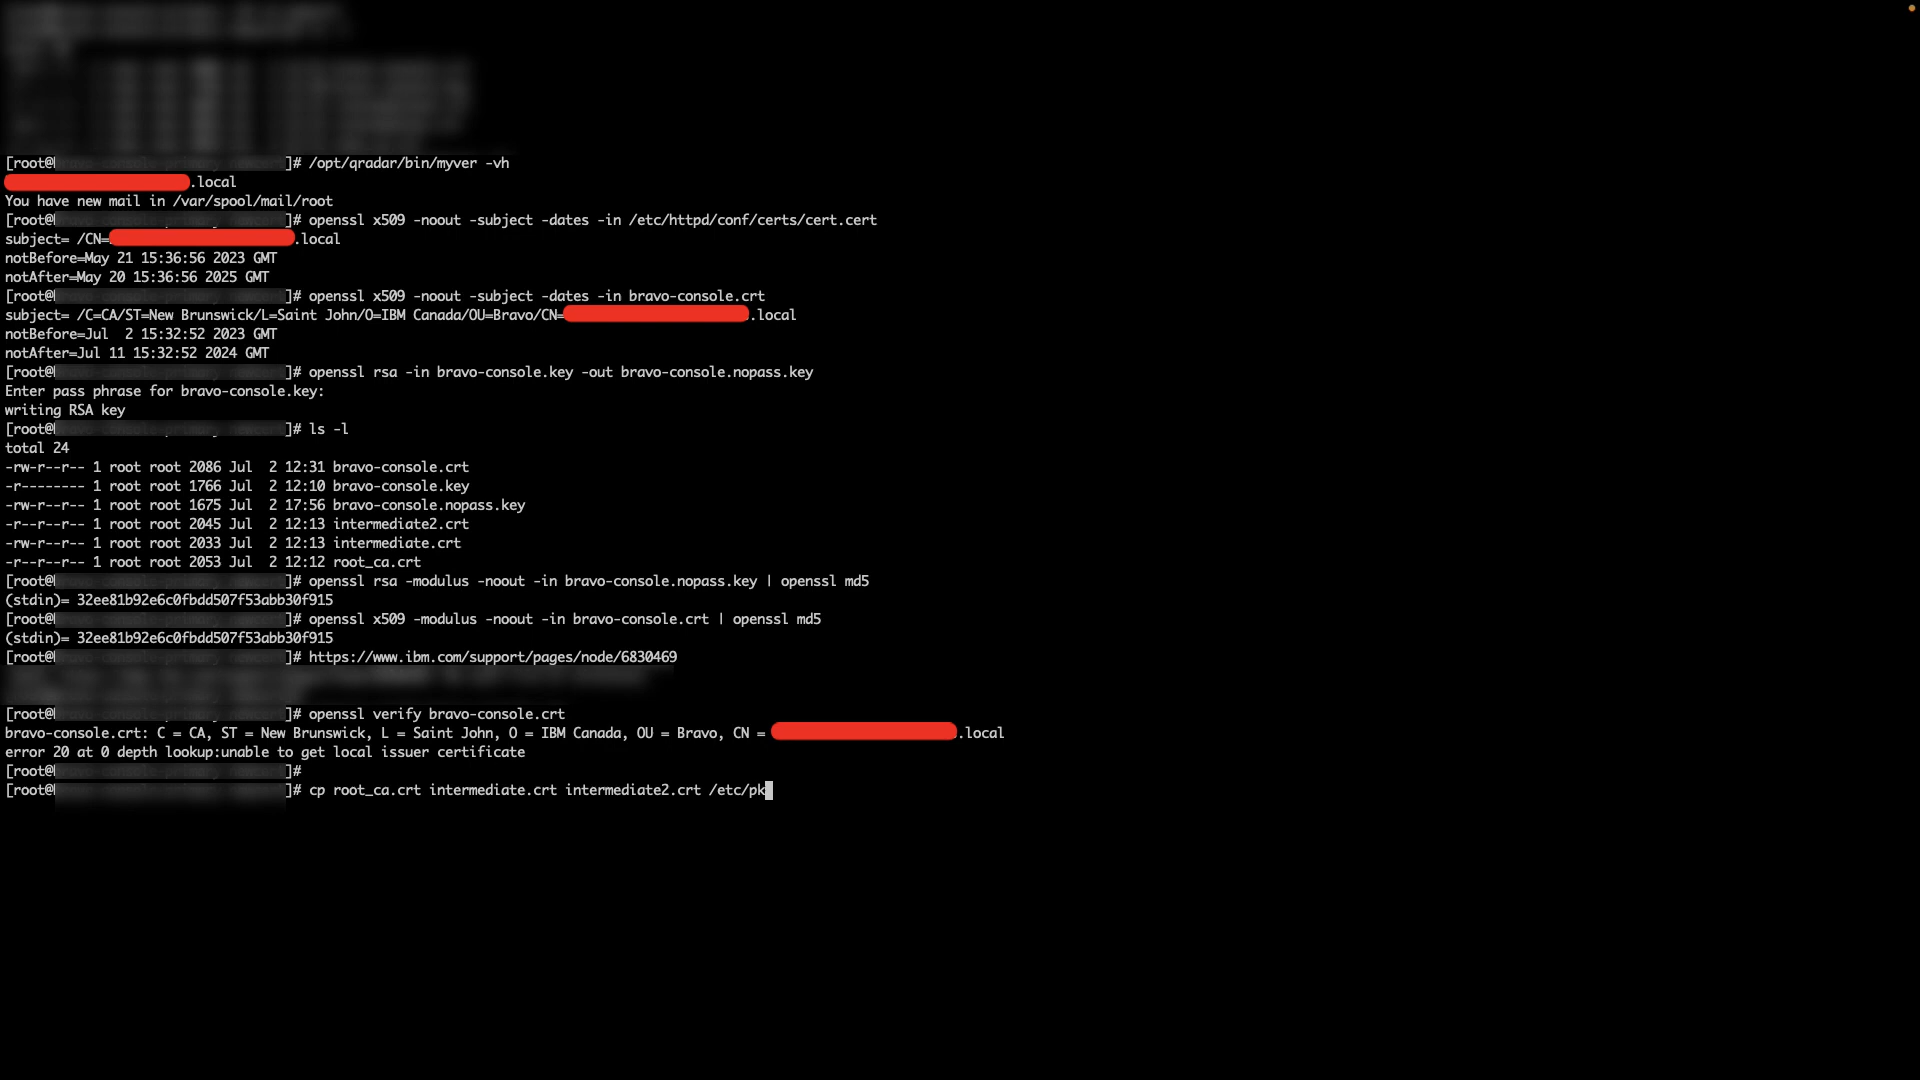 [root@ ]# /opt/qradar/bin/myver -vh
.local
You have new mail in /var/spool/mail/root
[root@ ]# openssl x509 -noout -subject -dates -in /etc/httpd/conf/certs/cert.cert
subject= /CN= .local
notBefore=May 21 15:36:56 2023 GMT
notAfter=May 20 15:36:56 2025 GMT
[root@ ]# openssl x509 -noout -subject -dates -in bravo-console.crt
subject= /C=CA/ST=New Brunswick/L=Saint John/O=IBM Canada/OU=Bravo/CN= .local
notBefore=Jul  2 15:32:52 2023 GMT
notAfter=Jul 11 15:32:52 2024 GMT
[root@ ]# openssl rsa -in bravo-console.key -out bravo-console.nopass.key
Enter pass phrase for bravo-console.key:
writing RSA key
[root@ ]# ls -l
total 24
-rw-r--r-- 1 root root 2086 Jul  2 12:31 bravo-console.crt
-r-------- 1 root root 1766 Jul  2 12:10 bravo-console.key
-rw-r--r-- 1 root root 1675 Jul  2 17:56 bravo-console.nopass.key
-r--r--r-- 1 root root 2045 Jul  2 12:13 intermediate2.crt
-rw-r--r-- 1 root root 2033 Jul  2 12:13 intermediate.crt
-r--r--r-- 1 root root 2053 Jul  2 12:12 root_ca.crt
[root@ ]# openssl rsa -modulus -noout -in bravo-console.nopass.key | openssl md5
(stdin)= 32ee81b92e6c0fbdd507f53abb30f915
[root@ ]# openssl x509 -modulus -noout -in bravo-console.crt | openssl md5
(stdin)= 32ee81b92e6c0fbdd507f53abb30f915
[root@ ]# https://www.ibm.com/support/pages/node/6830469
[root@ ]# openssl verify bravo-console.crt
bravo-console.crt: C = CA, ST = New Brunswick, L = Saint John, O = IBM Canada, OU = Bravo, CN = .local
error 20 at 0 depth lookup:unable to get local issuer certificate
[root@ ]#
[root@ ]# cp root_ca.crt intermediate.crt intermediate2.crt /etc/pk